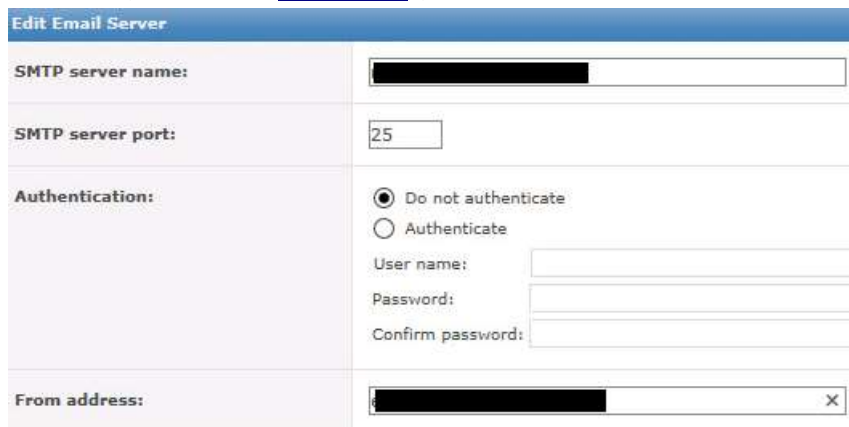 Edit Email Server
SMTP server name:
SMTP server port: 25
Authentication: Do not authenticate
Authenticate
User name:
Password:
Confirm password:
From address: